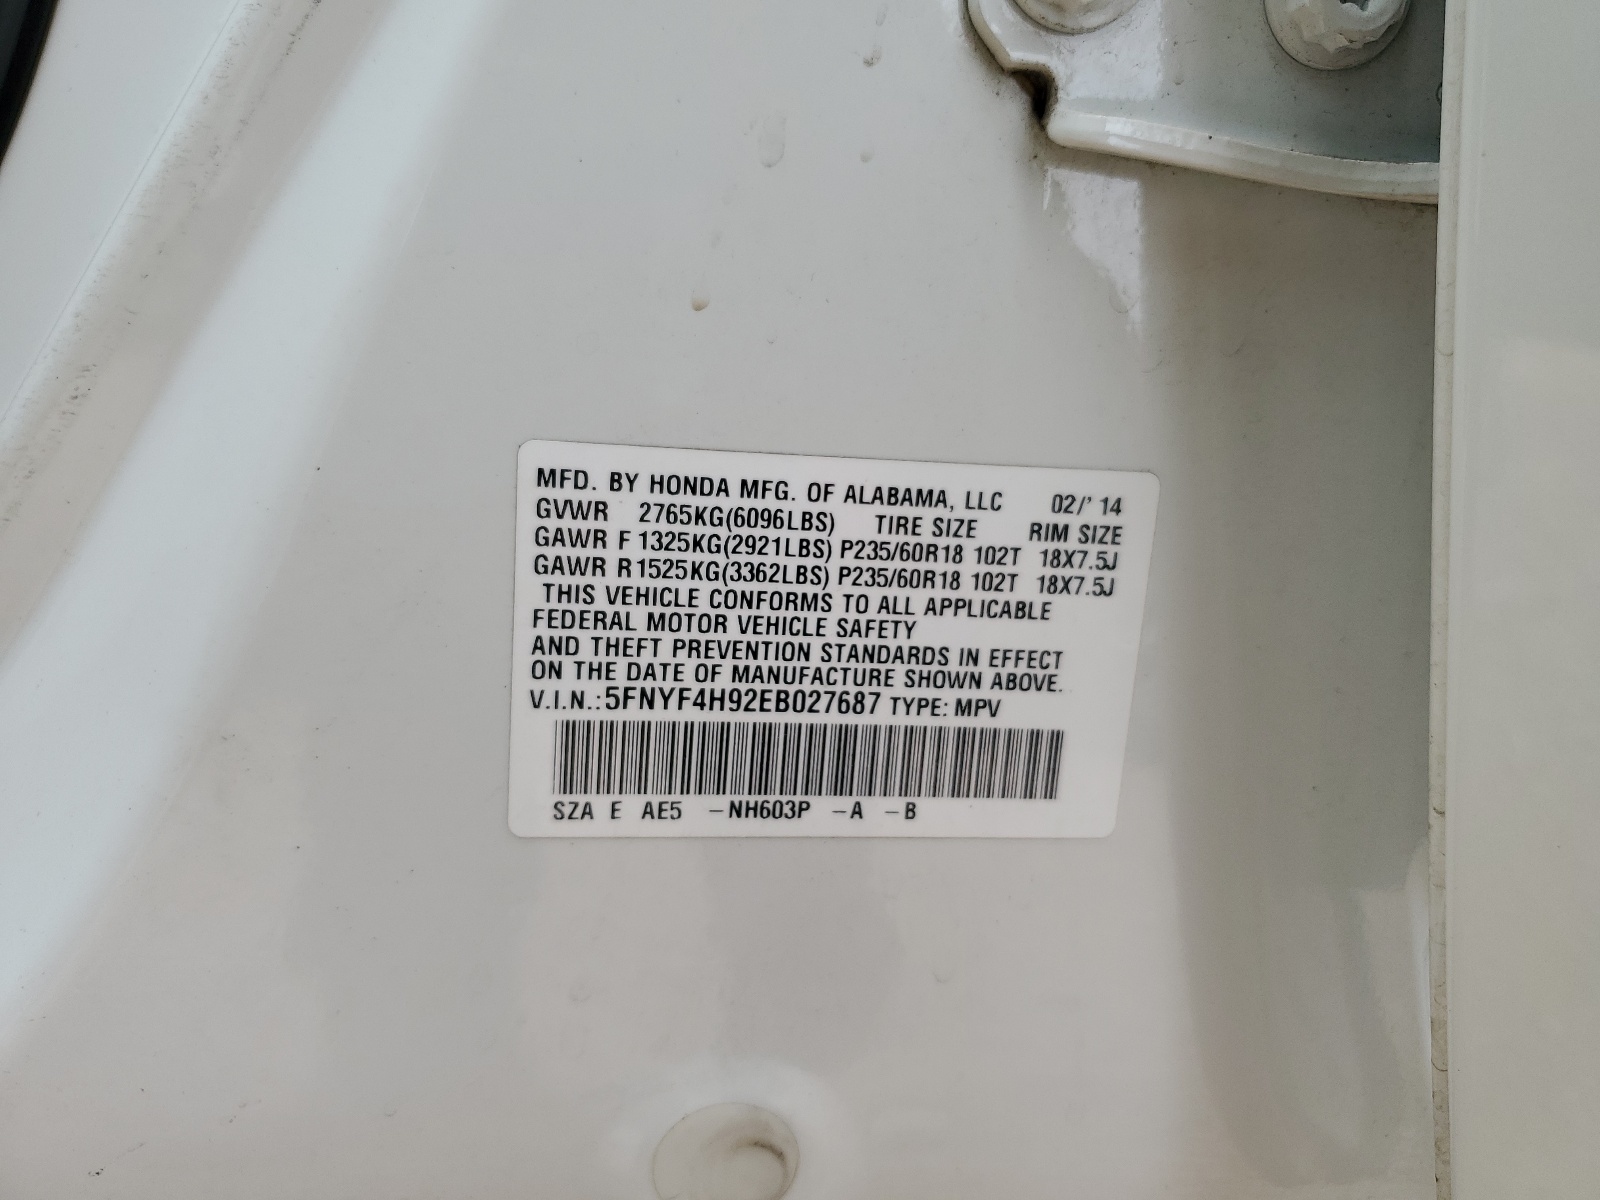 MFD. BY HONDA MFG. OF ALABAMA, LLC 02/' 14
GVWR 2765KG(6096LBS) TIRE SIZE RIM SIZE
GAWR F 1325KG(2921LBS) P235/60R18 102T 18X7.5J
GAWR R 1525KG(3362LBS) P235/60R18 102T 18X7.5J
THIS VEHICLE CONFORMS TO ALL APPLICABLE
FEDERAL MOTOR VEHICLE SAFETY
AND THEFT PREVENTION STANDARDS IN EFFECT
ON THE DATE OF MANUFACTURE SHOWN ABOVE.
V.I.N.: 5FNYF4H92EB027687 TYPE: MPV
SZA E AE5 –NH603P –A –B